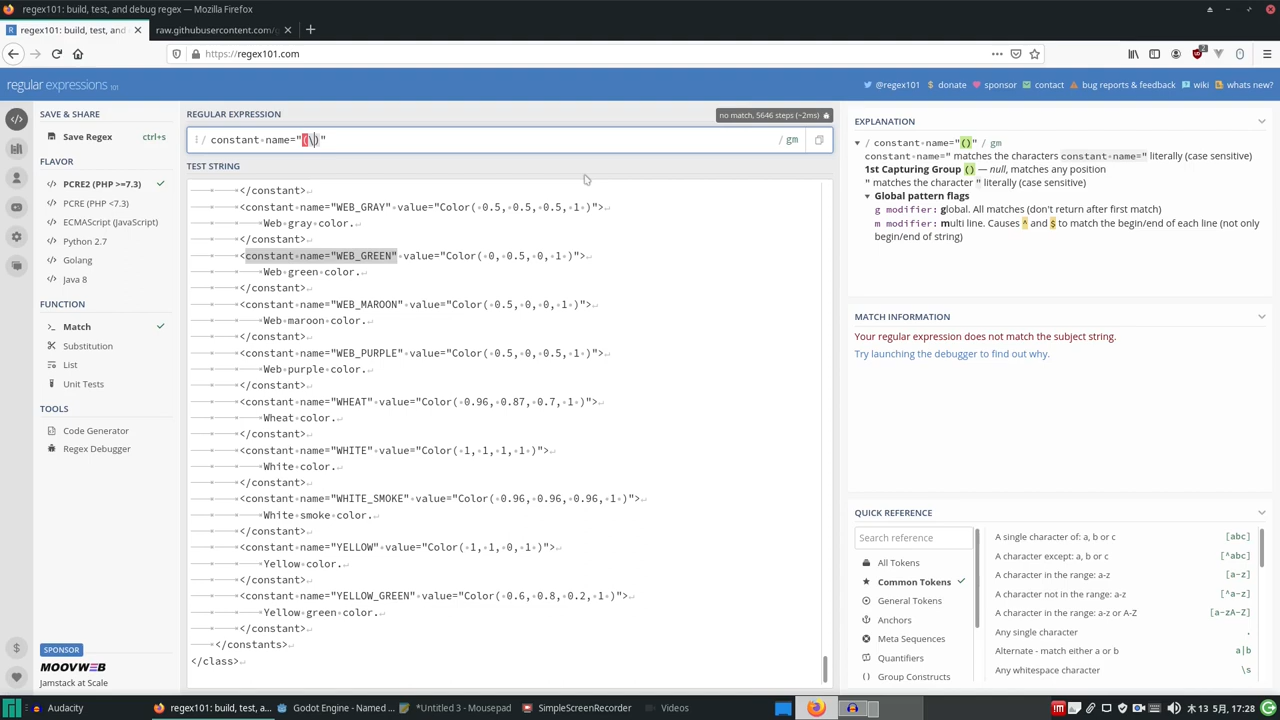 regex101: build, test, and debug regex — Mozilla Firefox
regex101: build, test, and
raw.githubusercontent.com/g
https://regex101.com
2
regular expressions 101
@regex101
$ donate
sponsor
contact
bug reports & feedback
wiki
whats new?
SAVE & SHARE
Save Regex ctrl+s
FLAVOR
PCRE2 (PHP >=7.3)
PCRE (PHP <7.3)
ECMAScript (JavaScript)
Python 2.7
Golang
Java 8
FUNCTION
Match
Substitution
List
Unit Tests
TOOLS
Code Generator
Regex Debugger
SPONSOR
MOOVWEB
Jamstack at Scale
REGULAR EXPRESSION
no match, 5646 steps (~2ms)
/ constant·name="(\)" / gm
TEST STRING
</constant>
<constant·name="WEB_GRAY"·value="Color(·0.5,·0.5,·0.5,·1·)">
Web·gray·color.
</constant>
<constant·name="WEB_GREEN"·value="Color(·0,·0.5,·0,·1·)">
Web·green·color.
</constant>
<constant·name="WEB_MAROON"·value="Color(·0.5,·0,·0,·1·)">
Web·maroon·color.
</constant>
<constant·name="WEB_PURPLE"·value="Color(·0.5,·0,·0.5,·1·)">
Web·purple·color.
</constant>
<constant·name="WHEAT"·value="Color(·0.96,·0.87,·0.7,·1·)">
Wheat·color.
</constant>
<constant·name="WHITE"·value="Color(·1,·1,·1,·1·)">
White·color.
</constant>
<constant·name="WHITE_SMOKE"·value="Color(·0.96,·0.96,·0.96,·1·)">
White·smoke·color.
</constant>
<constant·name="YELLOW"·value="Color(·1,·1,·0,·1·)">
Yellow·color.
</constant>
<constant·name="YELLOW_GREEN"·value="Color(·0.6,·0.8,·0.2,·1·)">
Yellow·green·color.
</constant>
</constants>
</class>
EXPLANATION
/ constant·name="()" / gm
constant·name=" matches the characters constant·name=" literally (case sensitive)
1st Capturing Group () — null, matches any position
" matches the character " literally (case sensitive)
Global pattern flags
g modifier: global. All matches (don't return after first match)
m modifier: multi line. Causes ^ and $ to match the begin/end of each line (not only
begin/end of string)
MATCH INFORMATION
Your regular expression does not match the subject string.
Try launching the debugger to find out why.
QUICK REFERENCE
Search reference
All Tokens
Common Tokens
General Tokens
Anchors
Meta Sequences
Quantifiers
Group Constructs
A single character of: a, b or c [abc]
A character except: a, b or c [^abc]
A character in the range: a-z [a-z]
A character not in the range: a-z [^a-z]
A character in the range: a-z or A-Z [a-zA-Z]
Any single character .
Alternate - match either a or b a|b
Any whitespace character \s
Audacity
regex101: build, test, a...
Godot Engine - Named ...
*Untitled 3 - Mousepad
SimpleScreenRecorder
Videos
木 13 5月, 17:28